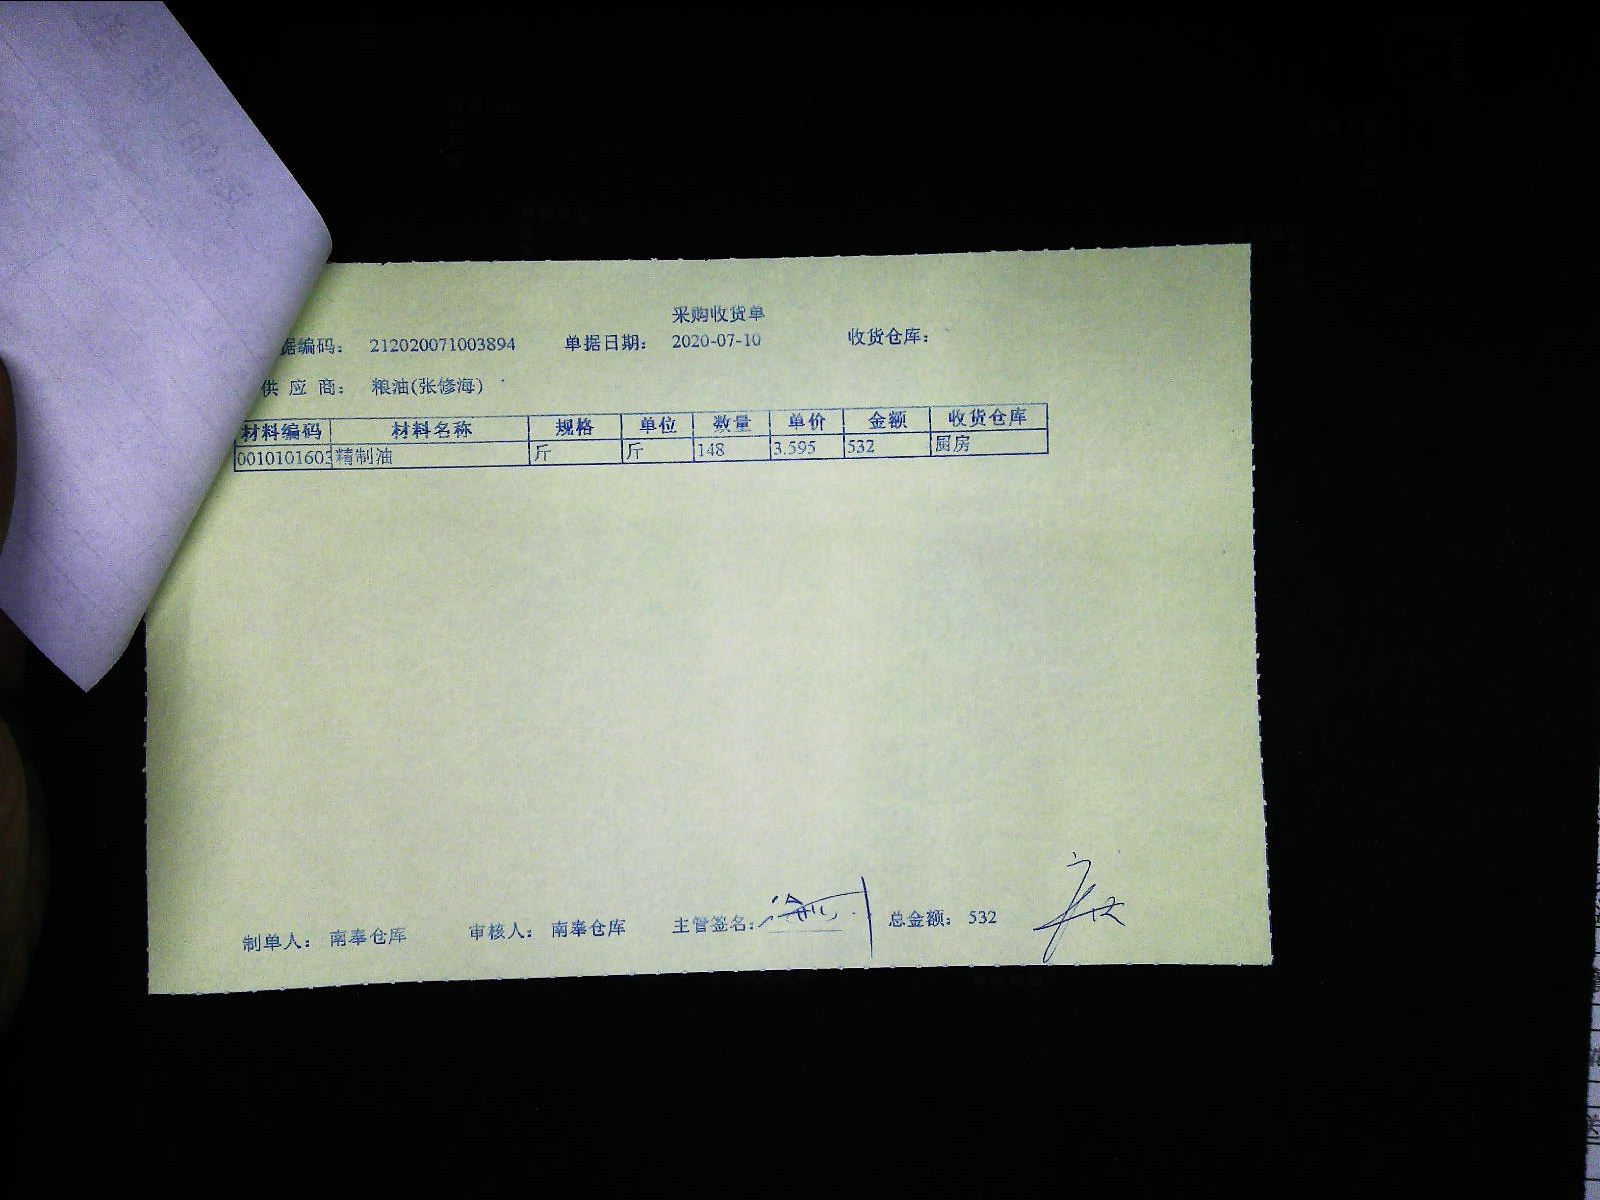 采购收货单
据编码： 212020071003894 单据日期： 2020-07-10 收货仓库：
供应商： 粮油(张修海)
材料编码 材料名称 规格 单位 数量 单价 金额 收货仓库
0010101603 精制油 斤 斤 148 3.595 532 厨房
制单人： 南奉仓库 审核人： 南奉仓库 主管签名： 总金额： 532